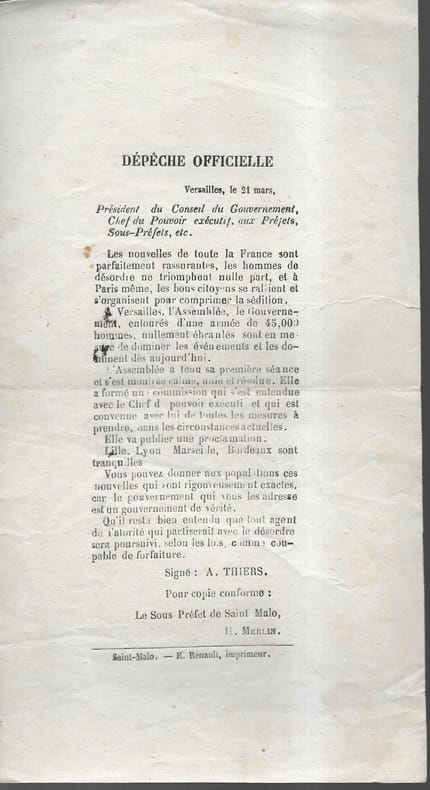 DÉPÊCHE OFFICIELLE
Versailles, le 21 mars,
Président du Conseil du Gouvernement,
Chef du Pouvoir exécutif, aux Préfets,
Sous-Préfets, etc.
Les nouvelles de toute la France sont
parfaitement rassurantes, les hommes de
désordre ne triomphent nulle part, et à
Paris même, les bons citoyens se rallient et
s'organisent pour comprimer la sédition.
A Versailles, l'Assemblée, le Gouverne-
ment, entourés d'une armée de 45,000
hommes, nullement ébranlés sont en me-
sure de dominer les événements et les do-
minent dès aujourd'hui.
L'Assemblée a tenu sa première séance
et s'est montrée calme, unie et résolue. Elle
a formé une commission qui s'est entendue
avec le Chef d pouvoir exécuti et qui est
convenue avec lui de toutes les mesures à
prendre, dans les circonstances actuelles.
Elle va publier une proclamation.
Lille, Lyon Marseille, Bordeaux sont
tranquilles
Vous pouvez donner aux populations ces
nouvelles qui sont rigoureusement exactes,
car le gouvernement qui vous les adresse
est un gouvernement de vérité.
Qu'il reste bien entendu que tout agent
de l'atorité qui pactiserait avec le désordre
sera poursuivi, selon les lois, comme cou-
pable de forfaiture.
Signé : A. THIERS.
Pour copie conforme :
Le Sous Préfet de Saint Malo,
H. MERLIN.
Saint-Malo. — E. Renault, imprimeur.